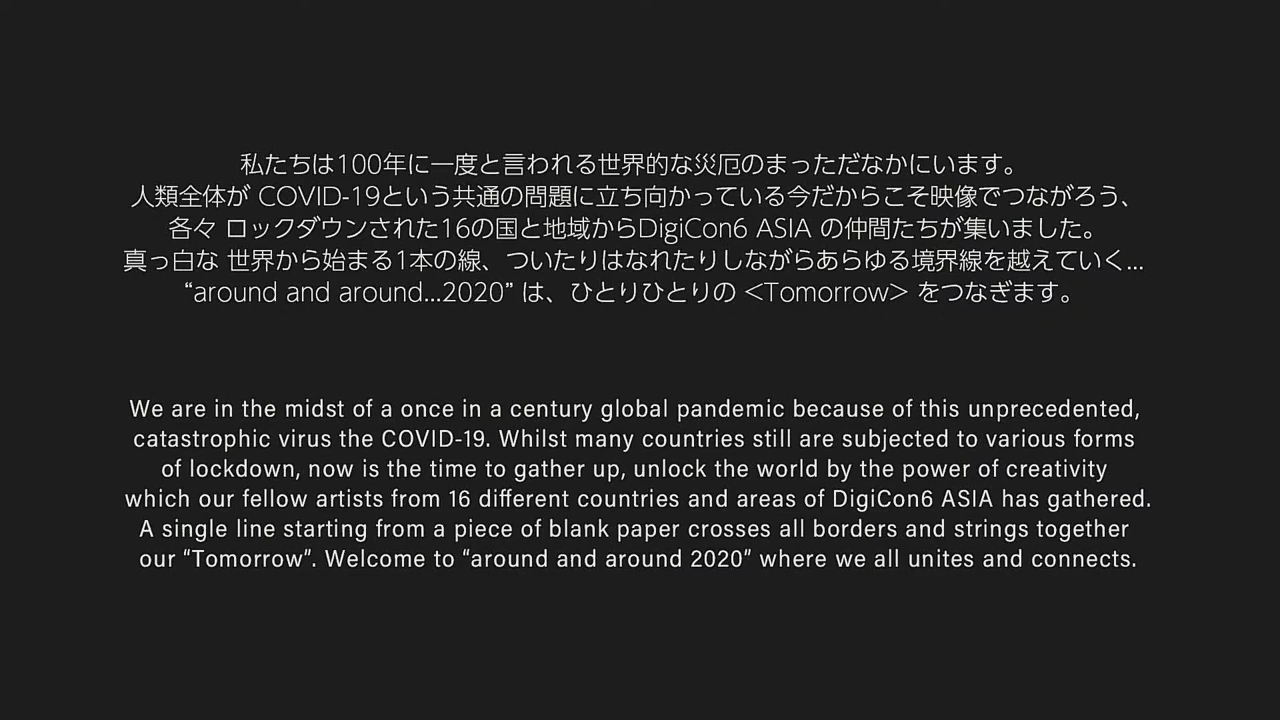 私たちは100年に一度と言われる世界的な災厄のまっただなかにいます。
人類全体が COVID-19という共通の問題に立ち向かっている今だからこそ映像でつながろう、
各々 ロックダウンされた16の国と地域からDigiCon6 ASIA の仲間たちが集いました。
真っ白な 世界から始まる1本の線、ついたりはなれたりしながらあらゆる境界線を越えていく...
“around and around...2020” は、ひとりひとりの <Tomorrow> をつなぎます。
We are in the midst of a once in a century global pandemic because of this unprecedented,
catastrophic virus the COVID-19. Whilst many countries still are subjected to various forms
of lockdown, now is the time to gather up, unlock the world by the power of creativity
which our fellow artists from 16 different countries and areas of DigiCon6 ASIA has gathered.
A single line starting from a piece of blank paper crosses all borders and strings together
our “Tomorrow”. Welcome to “around and around 2020” where we all unites and connects.